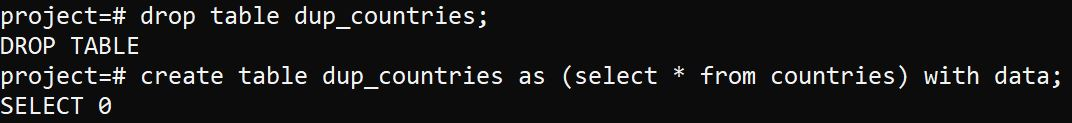 project=# drop table dup_countries;
DROP TABLE
project=# create table dup_countries as (select * from countries) with data;
SELECT 0